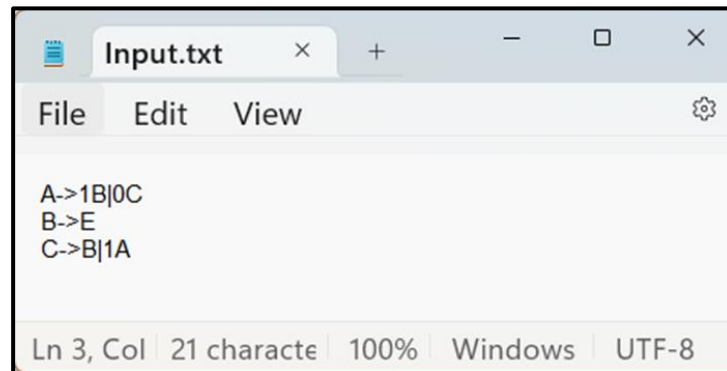 Input.txt
File Edit View
A->1B|0C
B->E
C->B|1A
Ln 3, Col 21 characte 100% Windows UTF-8